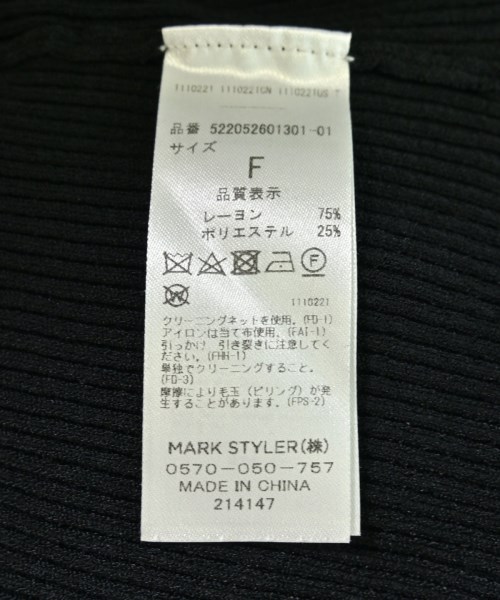 1110221 1110221CN 1110221US
品番 522052601301-01
サイズ
F
品質表示
レーヨン 75%
ポリエステル 25%
F
W
1110221
クリーニングネットを使用。(FD-1)
アイロンは当て布使用。(FAI-1)
引っかけ 引き裂きに注意してく
ださい。(FHH-1)
単独でクリーニングすること。
(FD-3)
摩擦により毛玉(ピリング)が発
生することがあります。(FPS-2)
MARK STYLER(株)
0570-050-757
MADE IN CHINA
214147